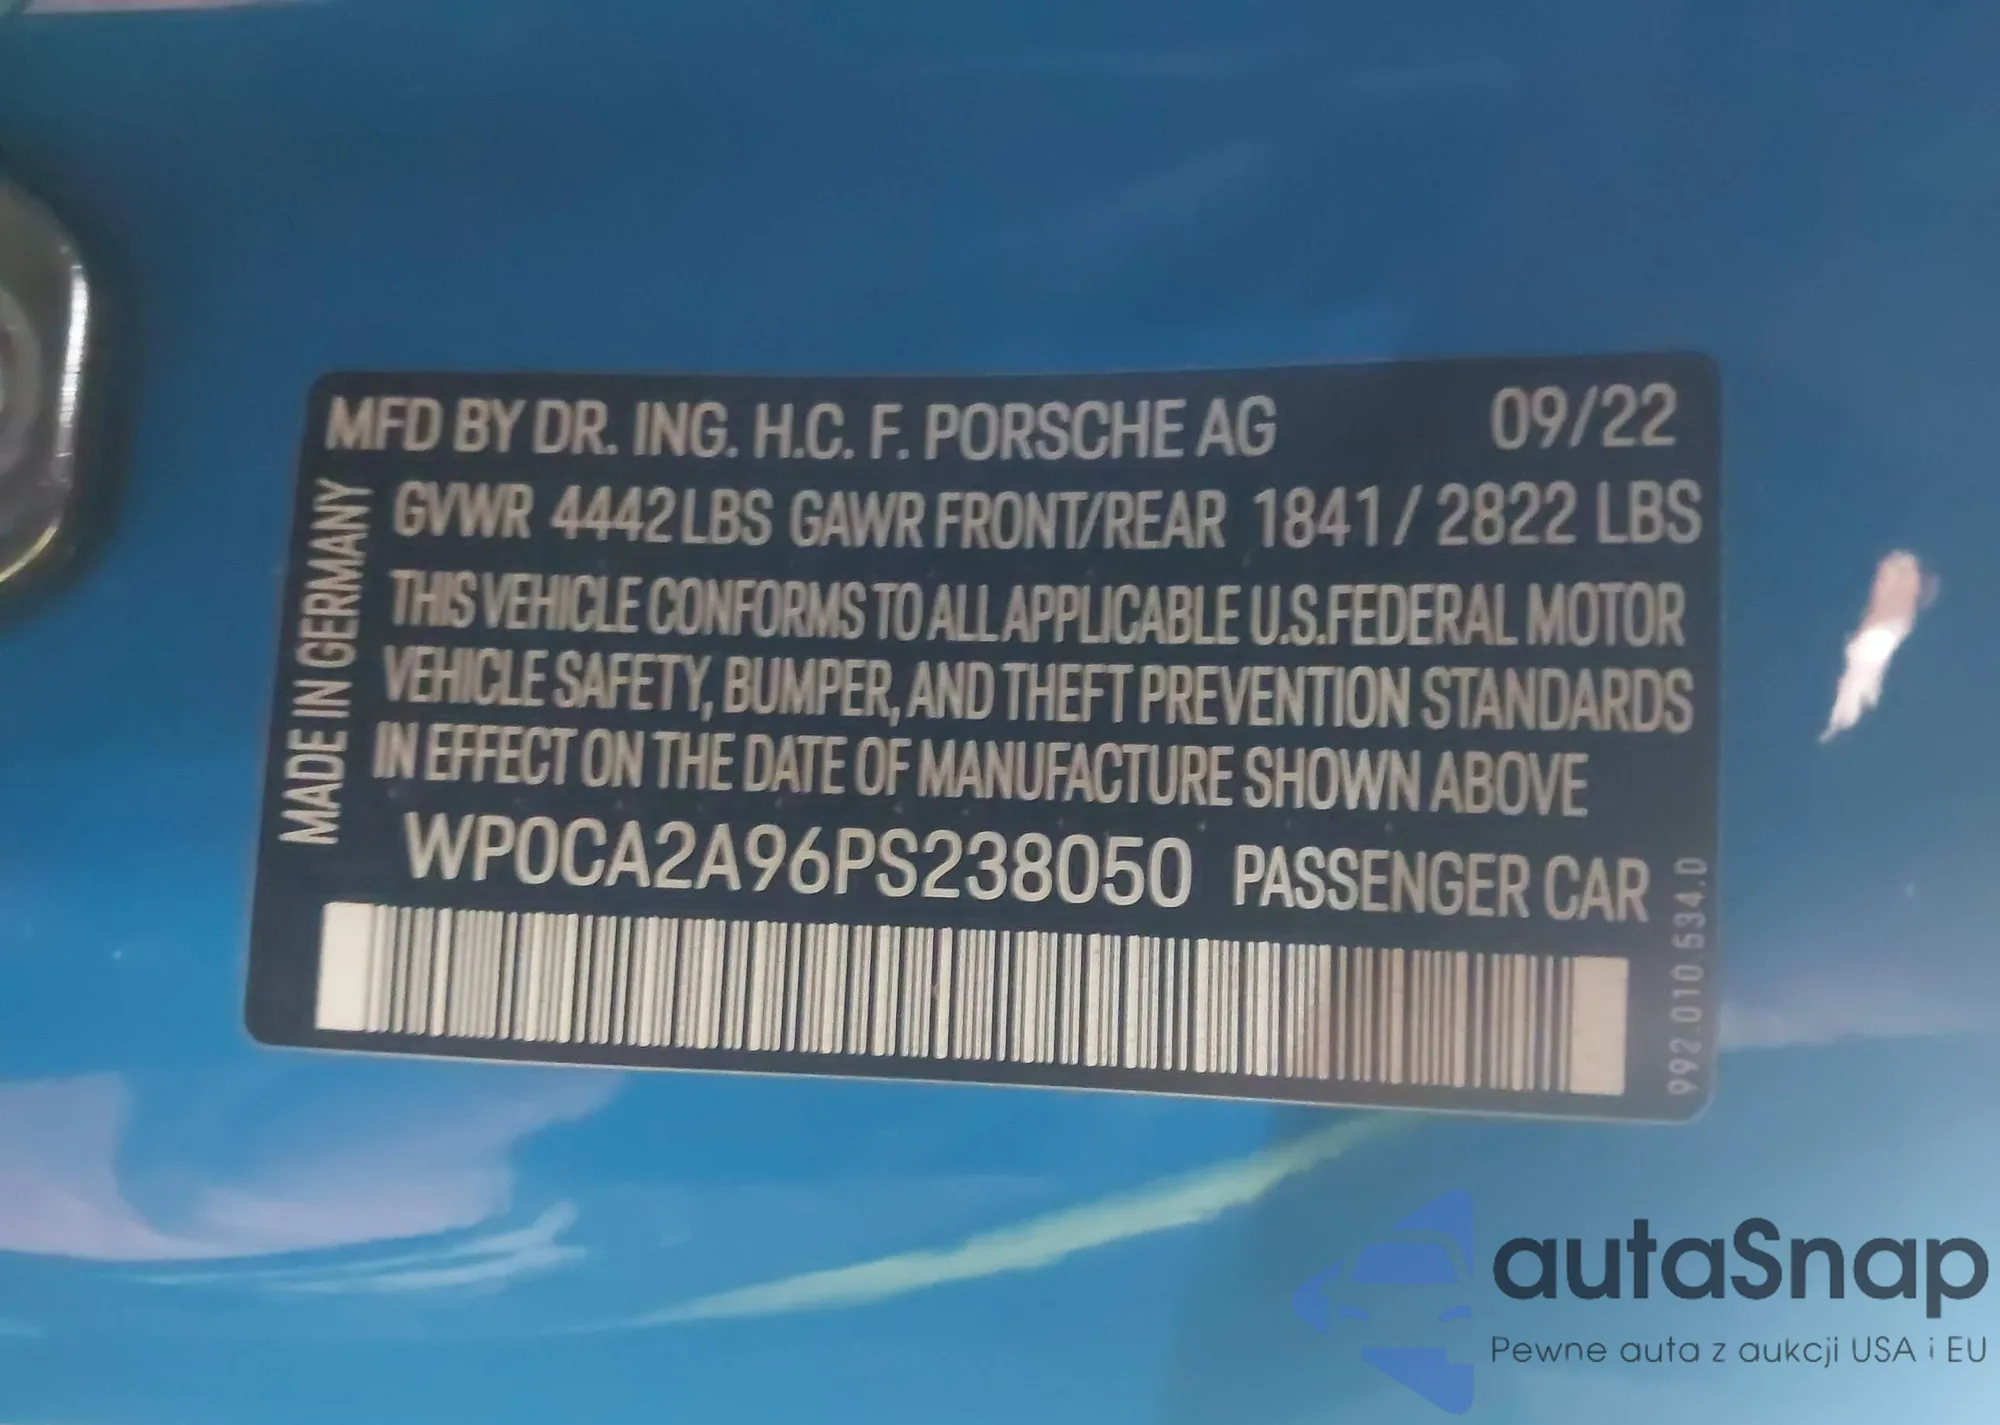 MFD BY DR. ING. H.C. F. PORSCHE AG 09/22
GVWR 4442 LBS GAWR FRONT/REAR 1841 / 2822 LBS
THIS VEHICLE CONFORMS TO ALL APPLICABLE U.S.FEDERAL MOTOR
VEHICLE SAFETY, BUMPER, AND THEFT PREVENTION STANDARDS
IN EFFECT ON THE DATE OF MANUFACTURE SHOWN ABOVE
WP0CA2A96PS238050 PASSENGER CAR
MADE IN GERMANY
992.010.534.0
autaSnap
Pewne auta z aukcji USA i EU